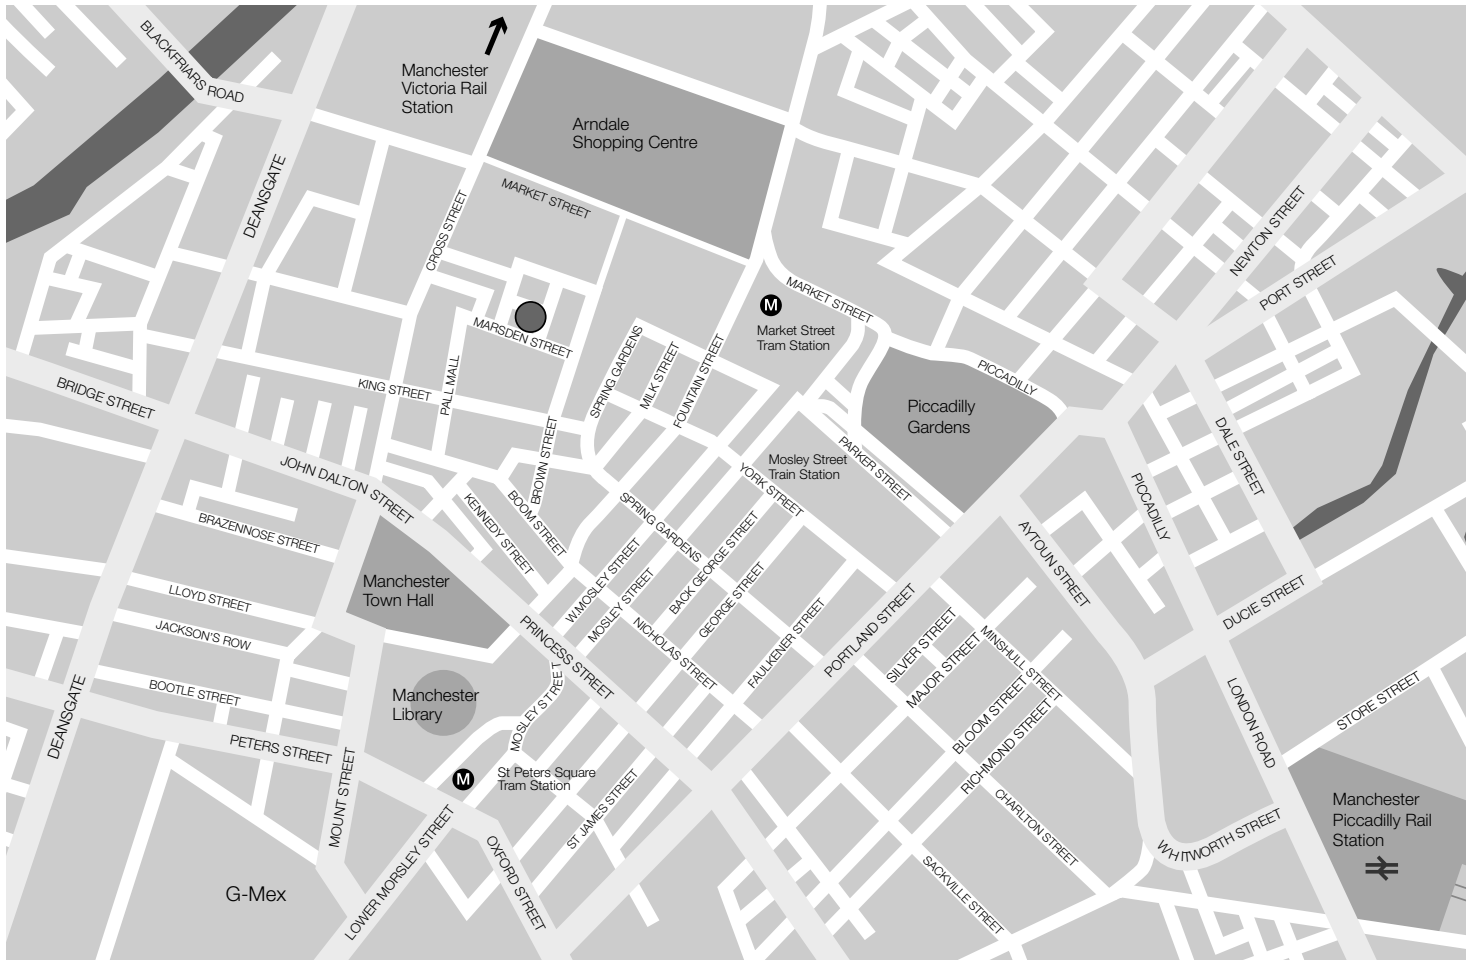 BLACKFRIARS ROAD
Manchester
Victoria Rail
Station
Arndale
Shopping Centre
DEANSGATE
CROSS STREET
MARKET STREET
NEWTON STREET
PORT STREET
MARKET STREET
M
Market Street
Tram Station
MARSDEN STREET
SPRING GARDENS
MILK STREET
FOUNTAIN STREET
PICCADILLY
BRIDGE STREET
KING STREET
PALL MALL
Piccadilly
Gardens
DALE STREET
JOHN DALTON STREET
BROWN STREET
Mosley Street
Train Station
PARKER STREET
YORK STREET
PICCADILLY
BRAZENNOSE STREET
KENNEDY STREET
BOOM STREET
SPRING GARDENS
AYTOUN STREET
Manchester
Town Hall
LLOYD STREET
JACKSON'S ROW
W.MOSLEY STREET
MOSLEY STREET
BACK GEORGE STREET
GEORGE STREET
NICHOLAS STREET
FAULKENER STREET
PORTLAND STREET
SILVER STREET
MAJOR STREET
MINSHULL STREET
DUCIE STREET
PRINCESS STREET
BOOTLE STREET
Manchester
Library
MOSLEY STREET
DEANSGATE
PETERS STREET
MOUNT STREET
BLOOM STREET
RICHMOND STREET
LONDON ROAD
STORE STREET
M
St Peters Square
Tram Station
ST JAMES STREET
CHARLTON STREET
WHITWORTH STREET
Manchester
Piccadilly Rail
Station
G-Mex
LOWER MORSLEY STREET
OXFORD STREET
SACKVILLE STREET